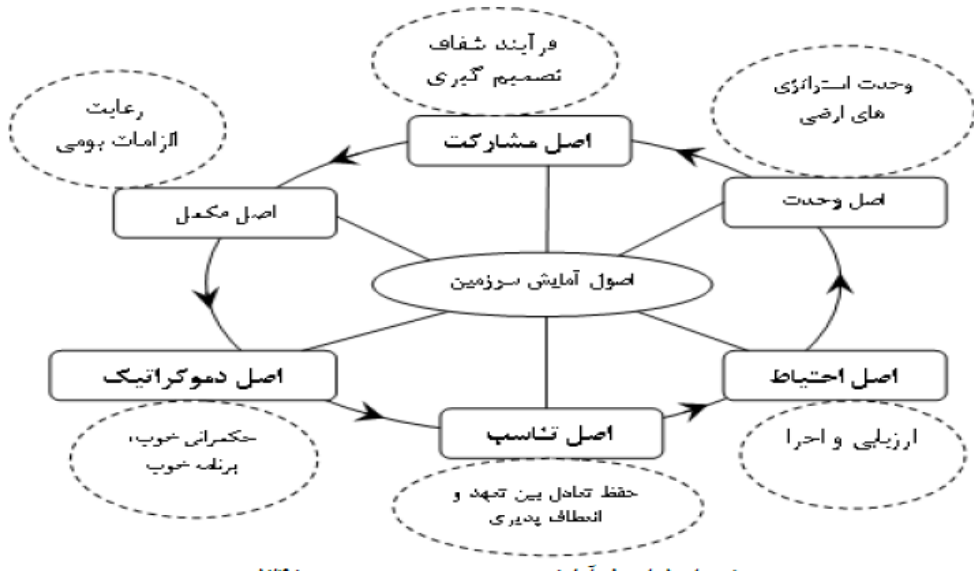 فرآیند شفاف
تصمیم گیری
وحدت استراتژی
های ارضی
رعایت
الزامات بومی
اصل مشارکت
اصل وحدت
اصل مکمل
اصول آمایش سرزمین
اصل دموکراتیک
اصل احتیاط
اصل تناسب
حکمرانی خوب،
برنامه خوب
ارزیابی و اجرا
حفظ تعادل بین تعهد و
انعطاف پذیری